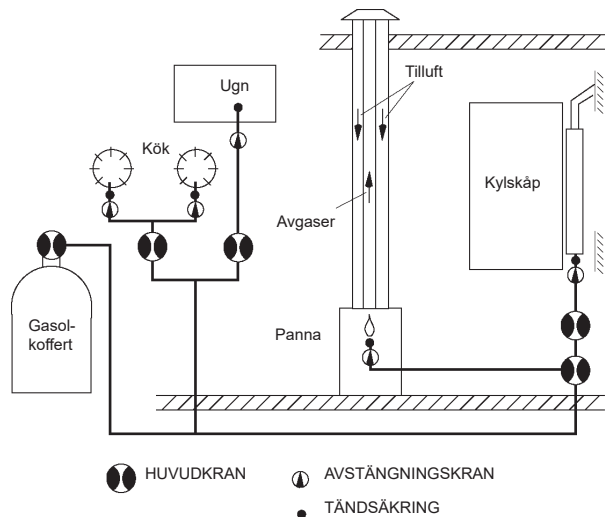 Ugn
Tilluft
Kök
Kylskåp
Avgaser
Gasol-
koffert
Panna
HUVUDKRAN
AVSTÄNGNINGSKRAN
TÄNDSÄKRING